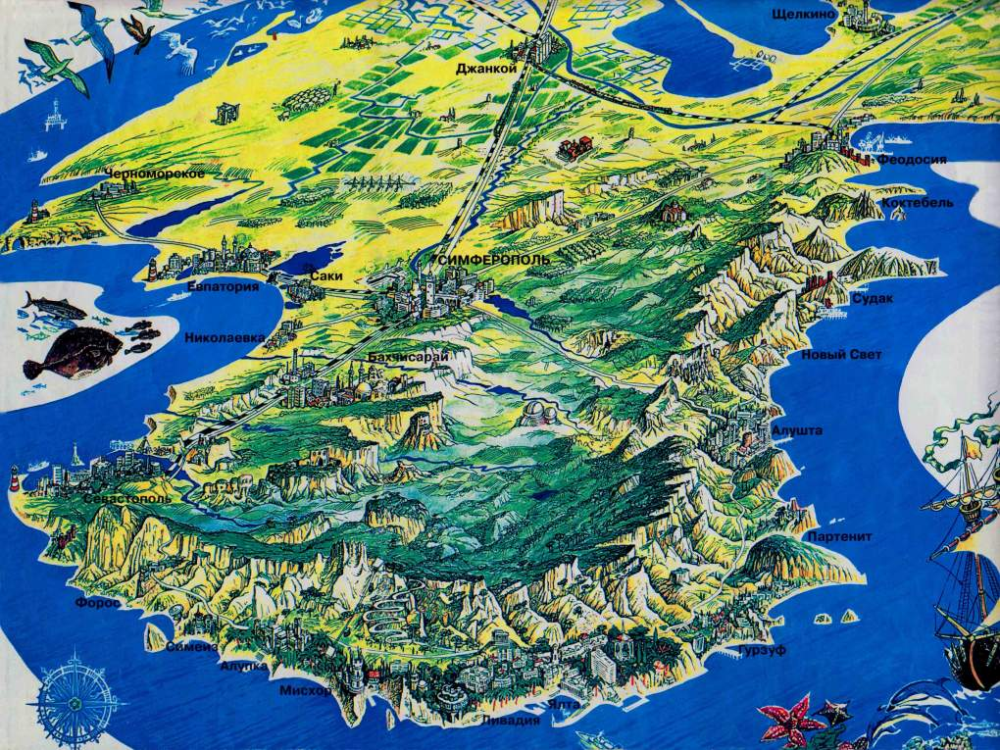 Щелкино
Джанкой
Феодосия
Черноморское
Коктебель
СИМФЕРОПОЛЬ
Саки
Евпатория
Судак
Николаевка
Новый Свет
Бахчисарай
Алушта
Севастополь
Партенит
Форос
Симеиз
Гурзуф
Алупка
Мисхор
Ялта
Ливадия